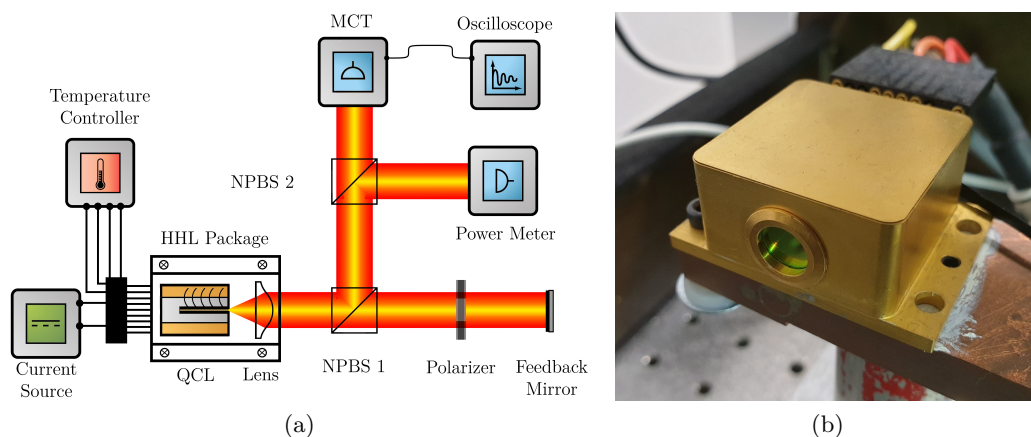 MCT
Oscilloscope
Temperature
Controller
NPBS 2
Power Meter
HHL Package
Current
Source
QCL
Lens
NPBS 1
Polarizer
Feedback
Mirror
(a)
(b)